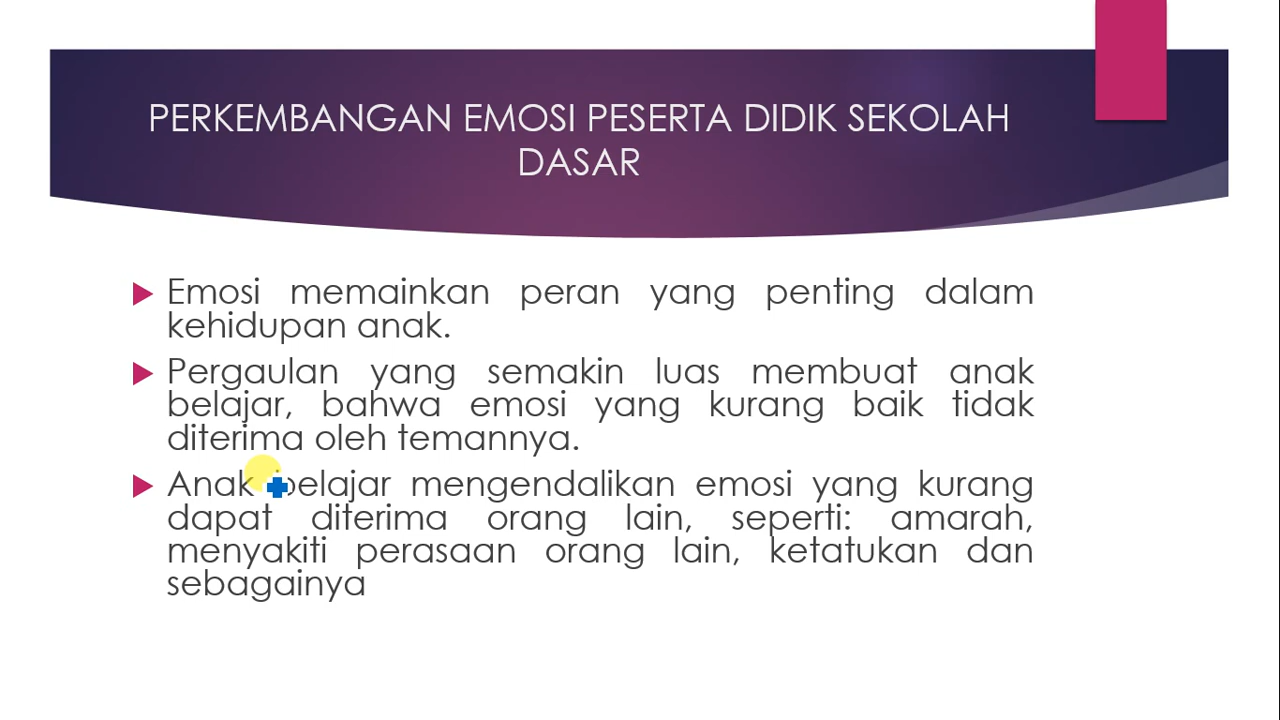 PERKEMBANGAN EMOSI PESERTA DIDIK SEKOLAH
DASAR
Emosi memainkan peran yang penting dalam
kehidupan anak.
Pergaulan yang semakin luas membuat anak
belajar, bahwa emosi yang kurang baik tidak
diterima oleh temannya.
Anak belajar mengendalikan emosi yang kurang
dapat diterima orang lain, seperti: amarah,
menyakiti perasaan orang lain, ketatukan dan
sebagainya